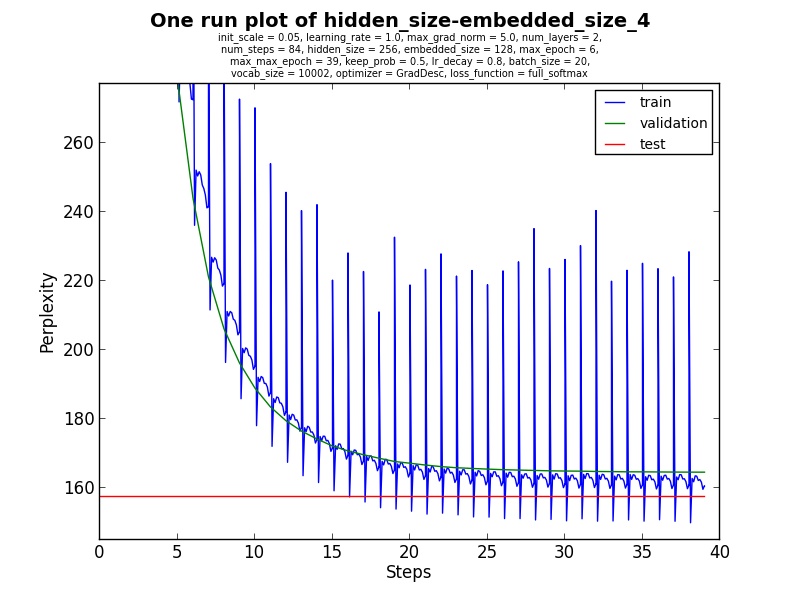 One run plot of hidden_size-embedded_size_4
init_scale = 0.05, learning_rate = 1.0, max_grad_norm = 5.0, num_layers = 2,
num_steps = 84, hidden_size = 256, embedded_size = 128, max_epoch = 6,
max_max_epoch = 39, keep_prob = 0.5, lr_decay = 0.8, batch_size = 20,
vocab_size = 10002, optimizer = GradDesc, loss_function = full_softmax
train
validation
test
Perplexity
260
240
220
200
180
160
0 5 10 15 20 25 30 35 40
Steps